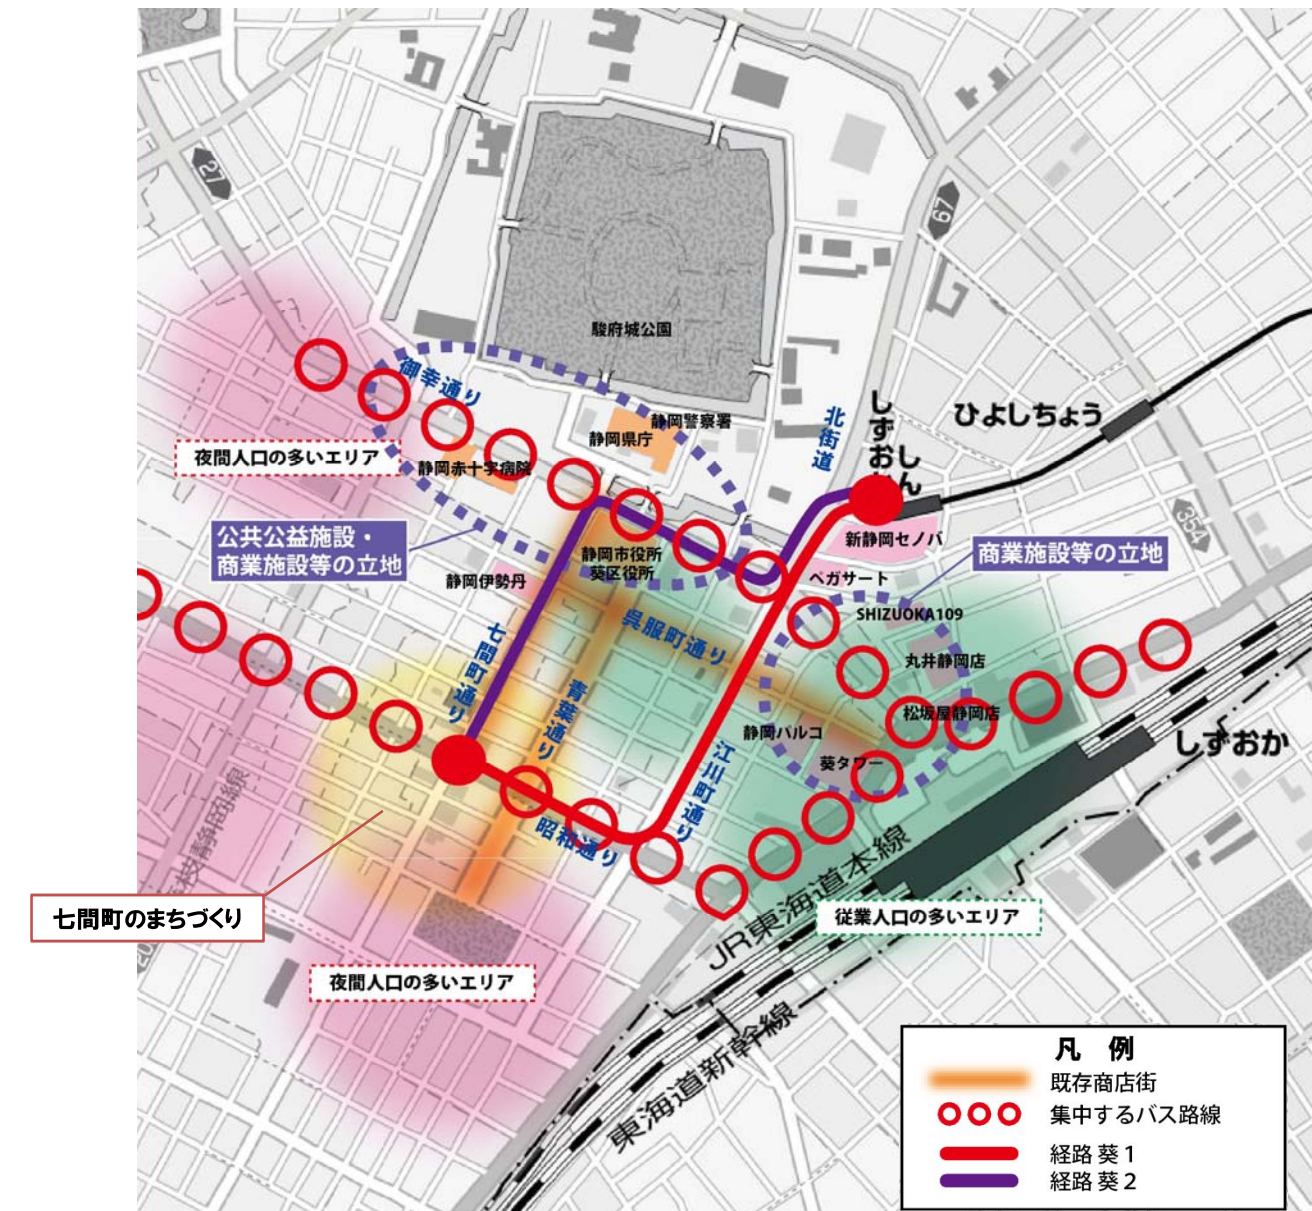 27
67
駿府城公園
ひよしちょう
しずお
しん
北街道
御幸通り
静岡警察署
静岡県庁
夜間人口の多いエリア
静岡赤十字病院
354
公共公益施設・
商業施設等の立地
新静岡セノバ
商業施設等の立地
静岡市役所
葵区役所
静岡伊勢丹
ペガサート
SHIZUOKA109
呉服町通り
七間町通り
丸井静岡店
青葉通り
松坂屋静岡店
静岡パルコ
葵タワー
しずおか
江川町通り
昭和通り
枝静岡線
七間町のまちづくり
従業人口の多いエリア
JR東海道本線
夜間人口の多いエリア
東海道新幹線
凡 例
既存商店街
集中するバス路線
経路 葵1
経路 葵2